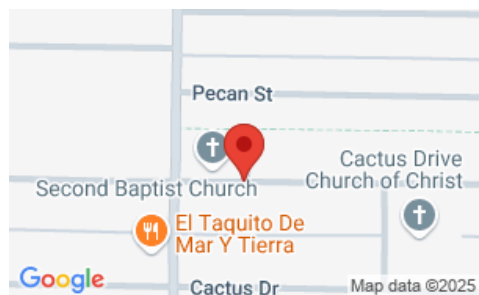 Pecan St
Cactus Drive
Church of Christ
Second Baptist Church
El Taquito De
Mar Y Tierra
Cactus Dr
Google
Map data ©2025